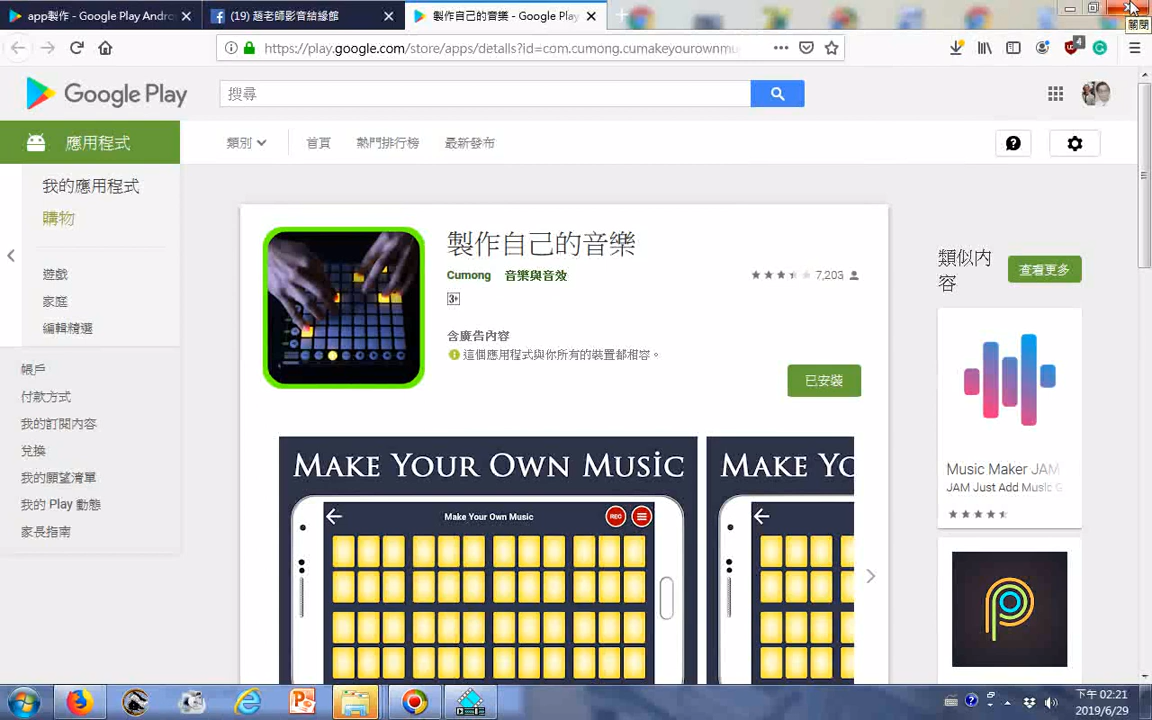 app製作 - Google Play Andro
(19) 趙老師影音結緣館
製作自己的音樂 - Google Play
關閉
https://play.google.com/store/apps/details?id=com.cumong.cumakeyourownmu
4
Google Play
搜尋
應用程式
類別
首頁
熱門排行榜
最新發布
我的應用程式
購物
遊戲
家庭
編輯精選
帳戶
付款方式
我的訂閱內容
兌換
我的願望清單
我的 Play 動態
家長指南
製作自己的音樂
Cumong 音樂與音效
7,203
3+
含廣告內容
這個應用程式與你所有的裝置都相容。
已安裝
MAKE YOUR OWN MUSIC
Make Your Own Music
REC
MAKE YO
類似內容
查看更多
Music Maker JAM
JAM Just Add Music G
下午 02:21
2019/6/29